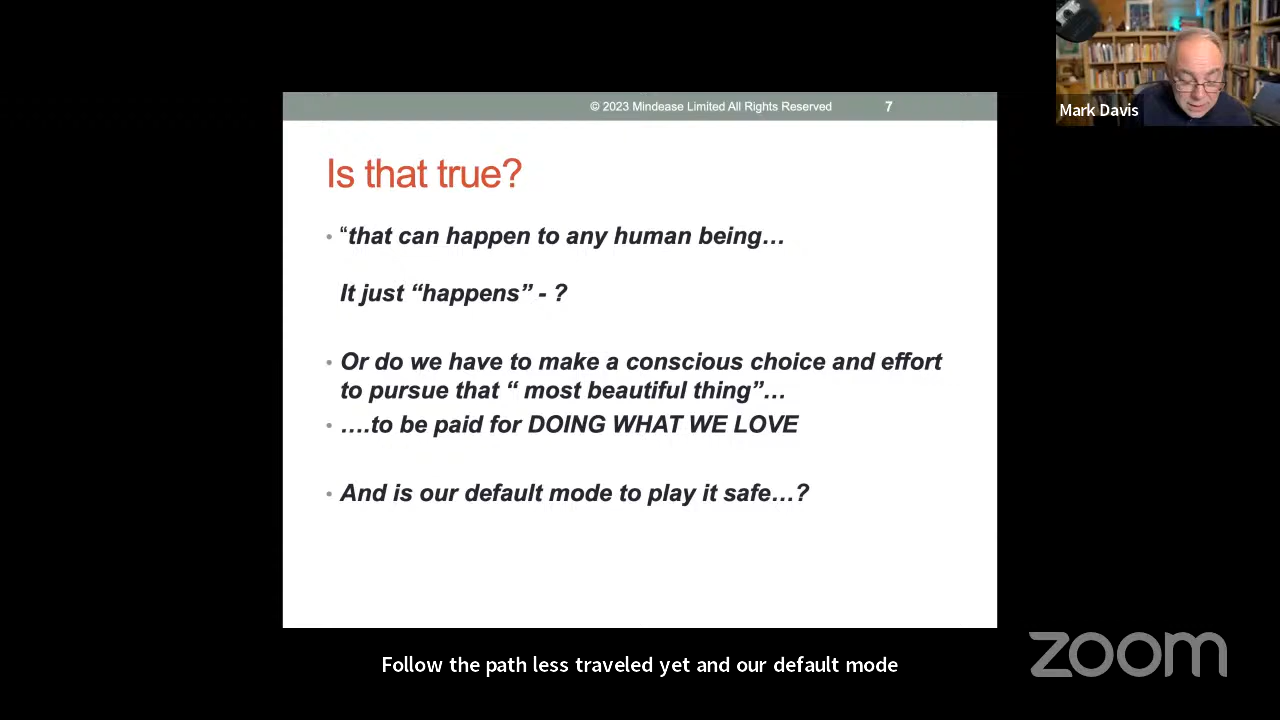 © 2023 Mindease Limited All Rights Reserved 7
Mark Davis
Is that true?
• “that can happen to any human being…
It just “happens” - ?
• Or do we have to make a conscious choice and effort
to pursue that “ most beautiful thing”…
• ….to be paid for DOING WHAT WE LOVE
• And is our default mode to play it safe…?
Follow the path less traveled yet and our default mode
zoom